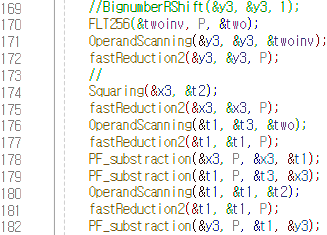 169 //BignumberRShift(&y3, &y3, 1);
170 FLT256(&twoinv, P, &two);
171 OperandScanning(&y3, &y3, &twoinv);
172 fastReduction2(&y3, &y3, P);
173 //
174 Squaring(&x3, &t2);
175 fastReduction2(&x3, &x3, P);
176 OperandScanning(&t1, &t3, &two);
177 fastReduction2(&t1, &t1, P);
178 PF_substraction(&x3, P, &x3, &t1);
179 PF_substraction(&t1, P, &t3, &x3);
180 OperandScanning(&t1, &t1, &t2);
181 fastReduction2(&t1, &t1, P);
182 PF_substraction(&y3, P, &t1, &y3);